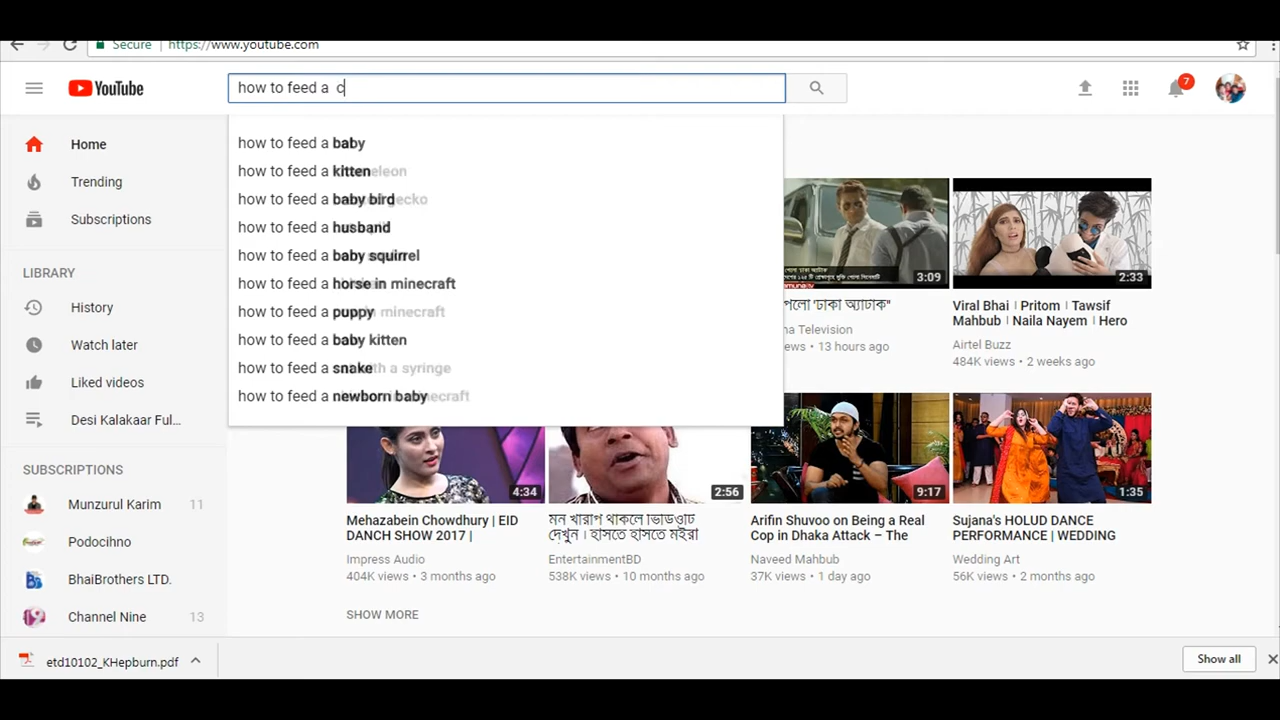 Secure
https://www.youtube.com
YouTube
how to feed a  c
7
Home
Trending
Subscriptions
LIBRARY
History
Watch later
Liked videos
Desi Kalakaar Ful...
SUBSCRIPTIONS
Munzurul Karim 11
Podocihno
BhaiBrothers LTD.
Channel Nine 13
how to feed a baby
how to feed a kitten
how to feed a baby bird
how to feed a husband
how to feed a baby squirrel
how to feed a horse in minecraft
how to feed a puppy
how to feed a baby kitten
how to feed a snake
how to feed a newborn baby
3:09
2:33
পেলো 'ঢাকা অ্যাটাক"
Television
13 hours ago
Viral Bhai । Pritom । Tawsif
Mahbub । Naila Nayem । Hero
Airtel Buzz
484K views • 2 weeks ago
4:34
2:56
9:17
1:35
Mehazabein Chowdhury | EID
DANCH SHOW 2017 |
Impress Audio
404K views • 3 months ago
মন খারাপ থাকলে ভিডিওটি
দেখুন । হাসতে হাসতে মইরা
EntertainmentBD
538K views • 10 months ago
Arifin Shuvoo on Being a Real
Cop in Dhaka Attack – The
Naveed Mahbub
37K views • 1 day ago
Sujana's HOLUD DANCE
PERFORMANCE | WEDDING
Wedding Art
56K views • 2 months ago
SHOW MORE
etd10102_KHepburn.pdf
Show all